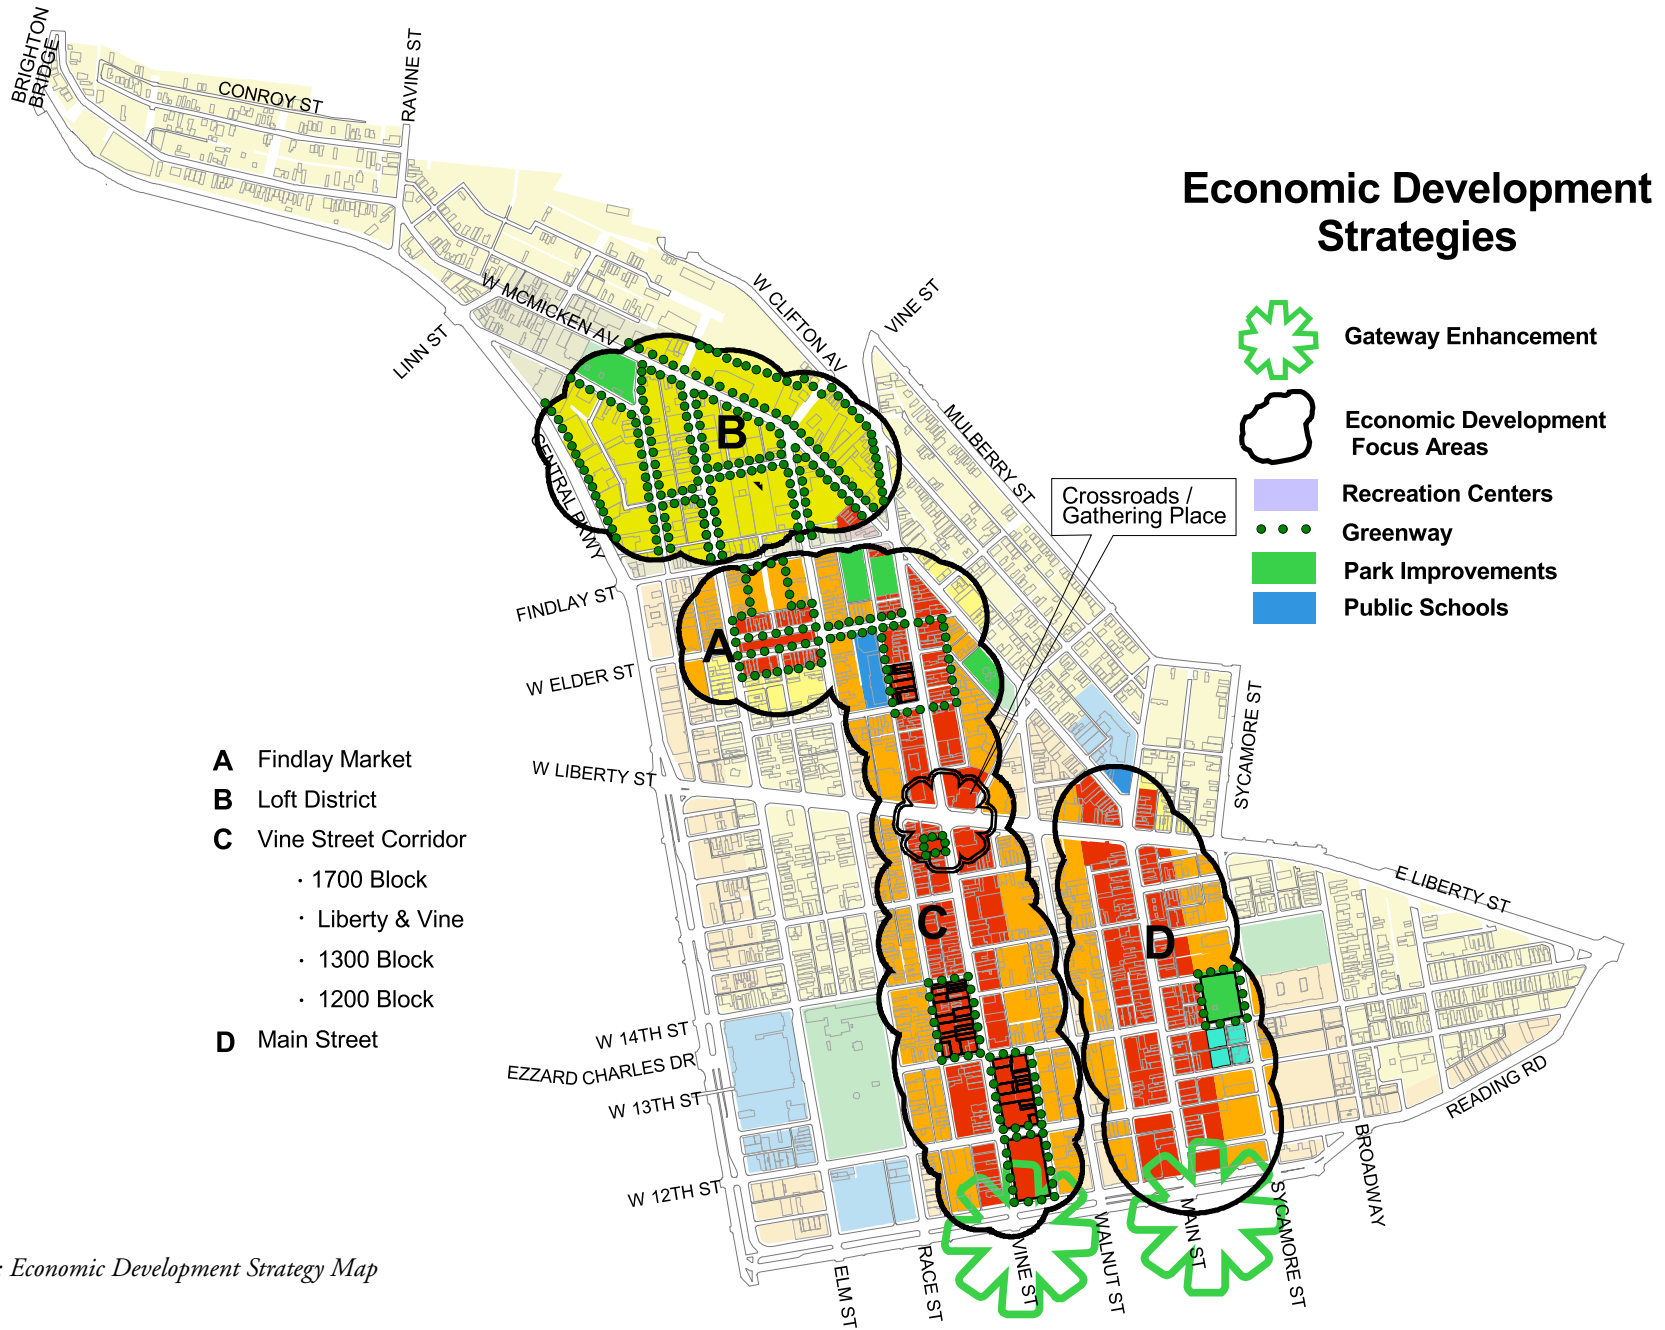 BRIGHTON
BRIDGE
CONROY ST
RAVINE ST
Economic Development
Strategies
W MCMICKEN AV
W CLIFTON AV
VINE ST
LINN ST
Gateway Enhancement
Economic Development
Focus Areas
MULBERRY ST
CENTRAL PKWY
B
Crossroads /
Gathering Place
Recreation Centers
Greenway
Park Improvements
Public Schools
FINDLAY ST
A
W ELDER ST
SYCAMORE ST
W LIBERTY ST
A Findlay Market
B Loft District
C Vine Street Corridor
· 1700 Block
· Liberty & Vine
· 1300 Block
· 1200 Block
D Main Street
C
D
E LIBERTY ST
W 14TH ST
EZZARD CHARLES DR
W 13TH ST
READING RD
W 12TH ST
BROADWAY
ELM ST
RACE ST
VINE ST
WALNUT ST
MAIN ST
SYCAMORE ST
: Economic Development Strategy Map